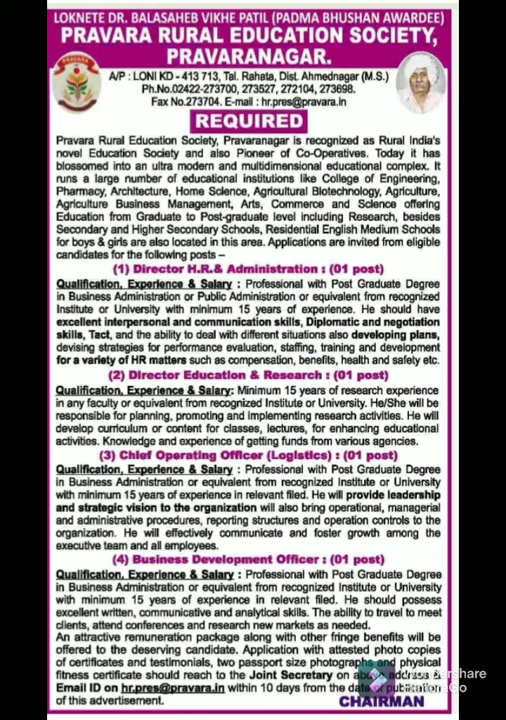 LOKNETE DR. BALASAHEB VIKHE PATIL (PADMA BHUSHAN AWARDEE)
PRAVARA RURAL EDUCATION SOCIETY,
PRAVARANAGAR.
A/P : LONI KD - 413 713, Tal. Rahata, Dist. Ahmednagar (M.S.)
Ph.No.02422-273700, 273527, 272104, 273698.
Fax No.273704. E-mail : hr.pres@pravara.in
PRAVARA
REQUIRED
Pravara Rural Education Society, Pravaranagar is recognized as Rural India's
novel Education Society and also Pioneer of Co-Operatives. Today it has
blossomed into an ultra modern and multidimensional educational complex. It
runs a large number of educational institutions like College of Engineering,
Pharmacy, Architecture, Home Science, Agricultural Biotechnology, Agriculture,
Agriculture Business Management, Arts, Commerce and Science offering
Education from Graduate to Post-graduate level including Research, besides
Secondary and Higher Secondary Schools, Residential English Medium Schools
for boys & girls are also located in this area. Applications are invited from eligible
candidates for the following posts –
(1) Director H.R.& Administration : (01 post)
Qualification, Experience & Salary : Professional with Post Graduate Degree
in Business Administration or Public Administration or equivalent from recognized
Institute or University with minimum 15 years of experience. He should have
excellent interpersonal and communication skills, Diplomatic and negotiation
skills, Tact, and the ability to deal with different situations also developing plans,
devising strategies for performance evaluation, staffing, training and development
for a variety of HR matters such as compensation, benefits, health and safety etc.
(2) Director Education & Research : (01 post)
Qualification, Experience & Salary: Minimum 15 years of research experience
in any faculty or equivalent from recognized Institute or University. He/She will be
responsible for planning, promoting and implementing research activities. He will
develop curriculum or content for classes, lectures, for enhancing educational
activities. Knowledge and experience of getting funds from various agencies.
(3) Chief Operating Officer (Logistics) : (01 post)
Qualification, Experience & Salary : Professional with Post Graduate Degree
in Business Administration or equivalent from recognized Institute or University
with minimum 15 years of experience in relevant filed. He will provide leadership
and strategic vision to the organization will also bring operational, managerial
and administrative procedures, reporting structures and operation controls to the
organization. He will effectively communicate and foster growth among the
executive team and all employees.
(4) Business Development Officer : (01 post)
Qualification, Experience & Salary : Professional with Post Graduate Degree
in Business Administration or equivalent from recognized Institute or University
with minimum 15 years of experience in relevant filed. He should possess
excellent written, communicative and analytical skills. The ability to travel to meet
clients, attend conferences and research new markets as needed.
An attractive remuneration package along with other fringe benefits will be
offered to the deserving candidate. Application with attested photo copies
of certificates and testimonials, two passport size photographs and physical
fitness certificate should reach to the Joint Secretary on above address &
Email ID on hr.pres@pravara.in within 10 days from the date of publication
of this advertisement.
CHAIRMAN